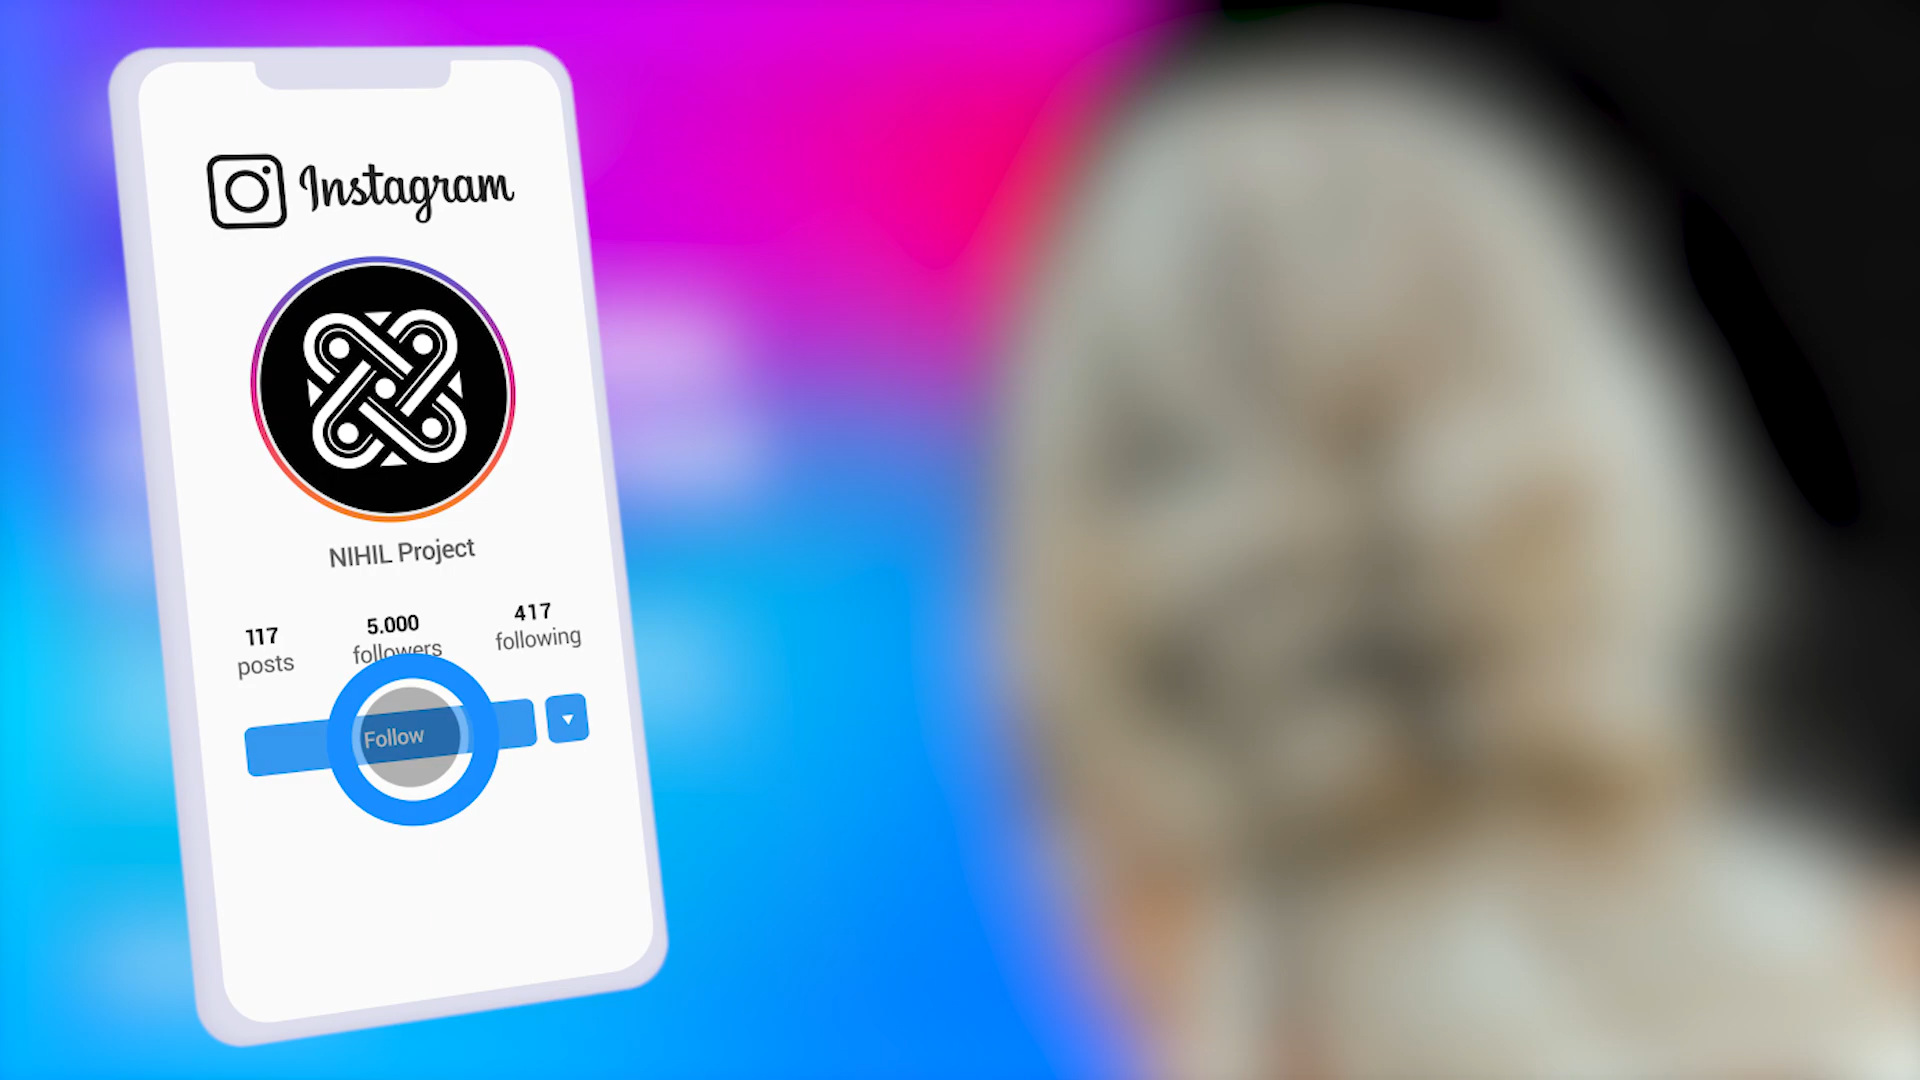 Instagram
NIHIL Project
117 5.000 417
posts followers following
Follow